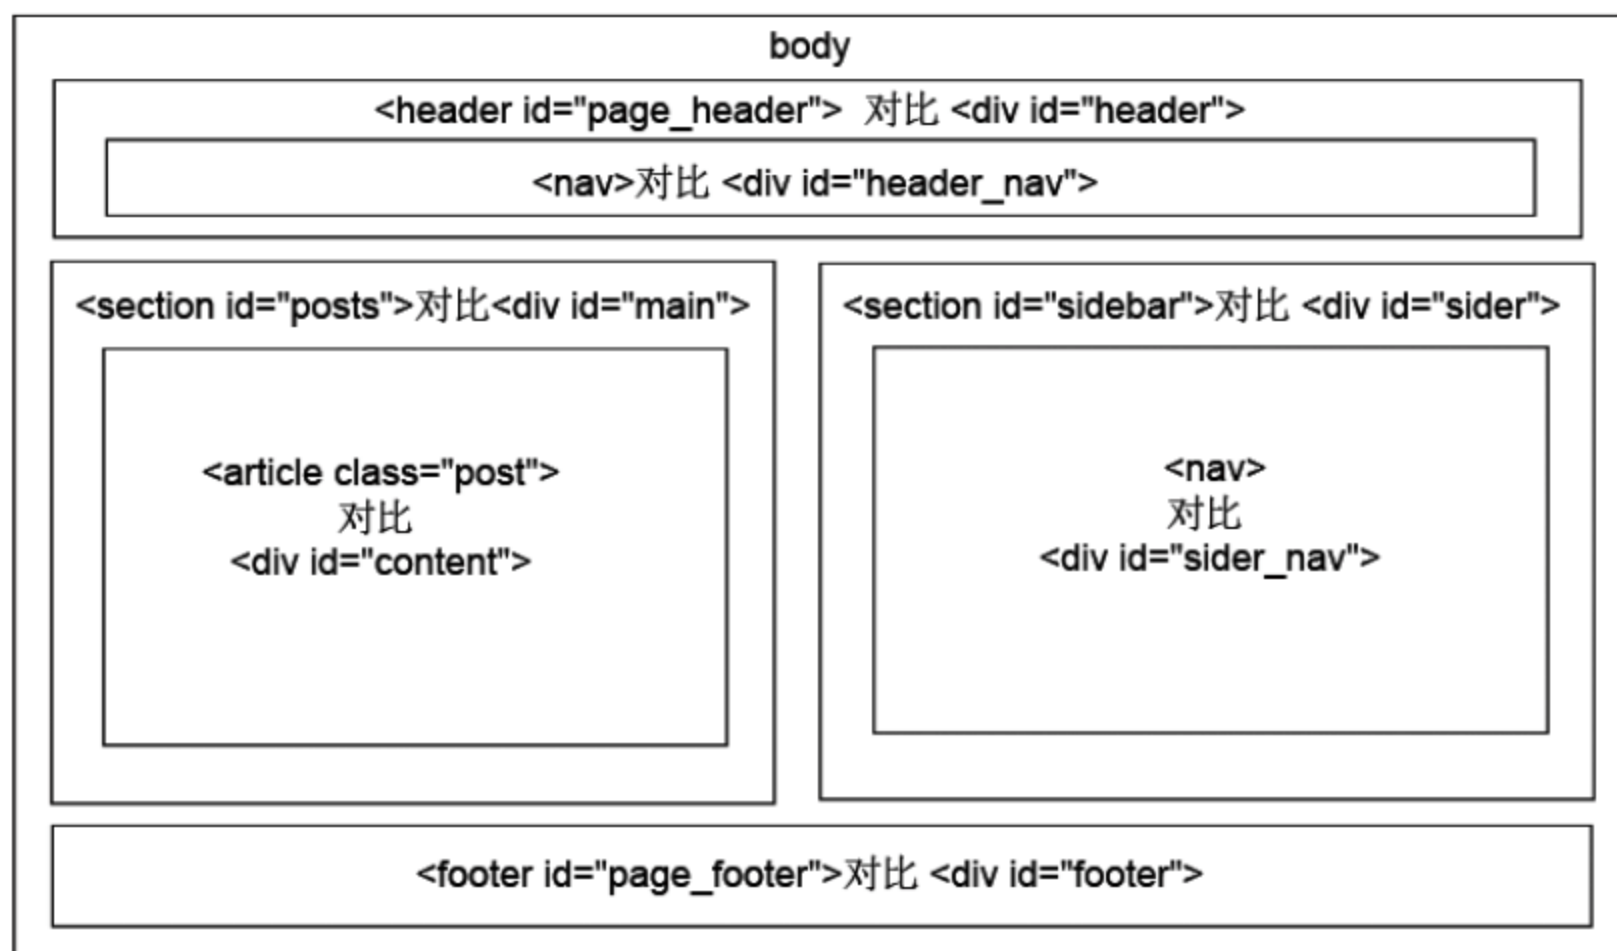 body
<header id="page_header"> 对比 <div id="header">
<nav>对比 <div id="header_nav">
<section id="posts">对比<div id="main">
<article class="post">
对比
<div id="content">
<section id="sidebar">对比 <div id="sider">
<nav>
对比
<div id="sider_nav">
<footer id="page_footer">对比 <div id="footer">